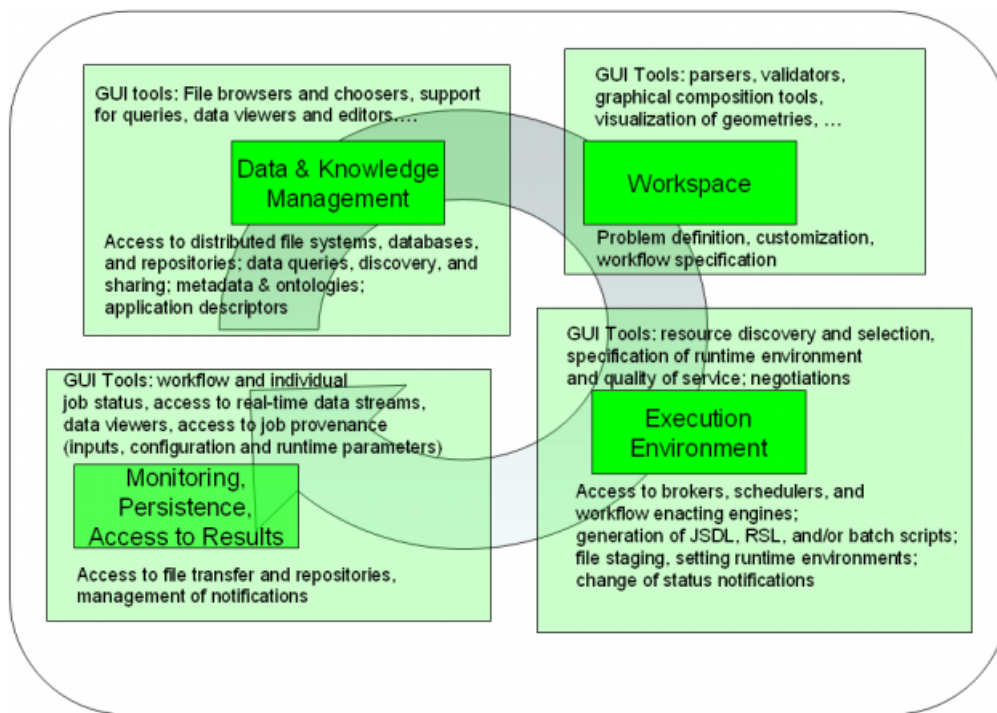 GUI tools: File browsers and choosers, support
for queries, data viewers and editors….
Data & Knowledge
Management
Access to distributed file systems, databases,
and repositories; data queries, discovery, and
sharing; metadata & ontologies;
application descriptors
GUI Tools: parsers, validators,
graphical composition tools,
visualization of geometries, …
Workspace
Problem definition, customization,
workflow specification
GUI Tools: workflow and individual
job status, access to real-time data streams,
data viewers, access to job provenance
(inputs, configuration and runtime parameters)
Monitoring,
Persistence,
Access to Results
Access to file transfer and repositories,
management of notifications
GUI Tools: resource discovery and selection,
specification of runtime environment
and quality of service; negotiations
Execution
Environment
Access to brokers, schedulers, and
workflow enacting engines;
generation of JSDL, RSL, and/or batch scripts;
file staging, setting runtime environments;
change of status notifications